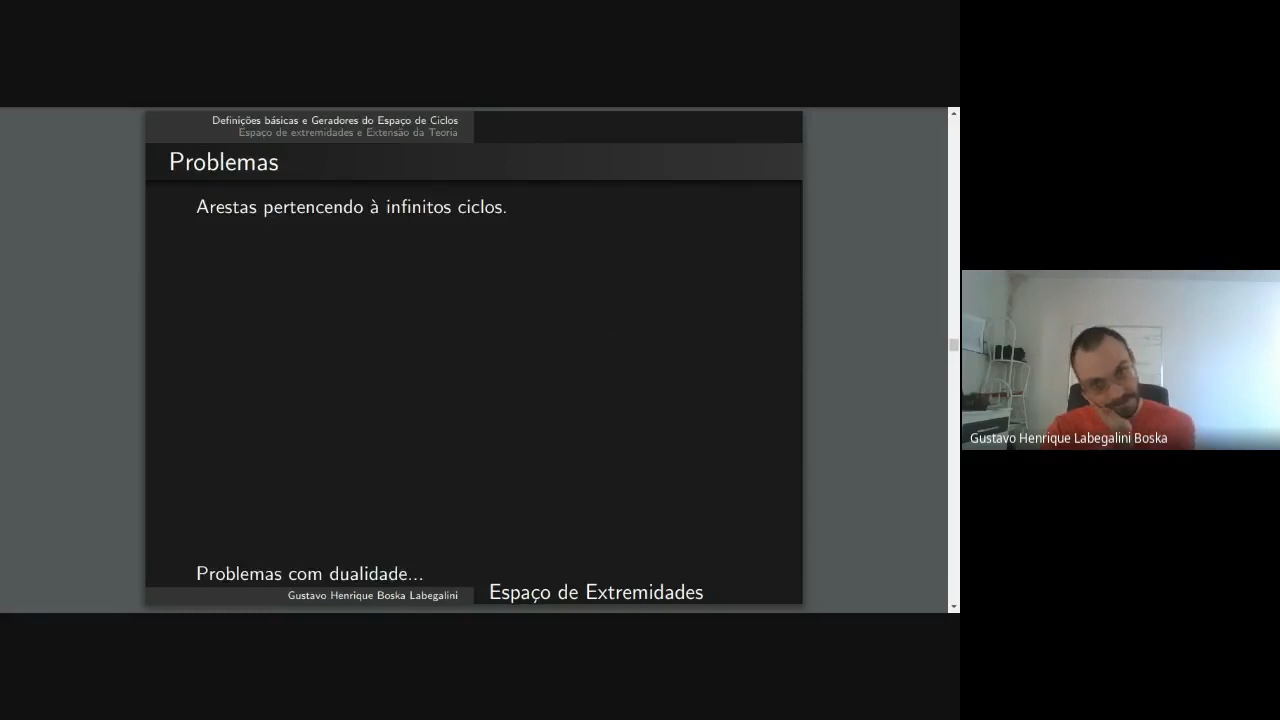 Definições básicas e Geradores do Espaço de Ciclos
Espaço de extremidades e Extensão da Teoria
Problemas
Arestas pertencendo à infinitos ciclos.
Problemas com dualidade...
Gustavo Henrique Boska Labegalini
Espaço de Extremidades
Gustavo Henrique Labegalini Boska